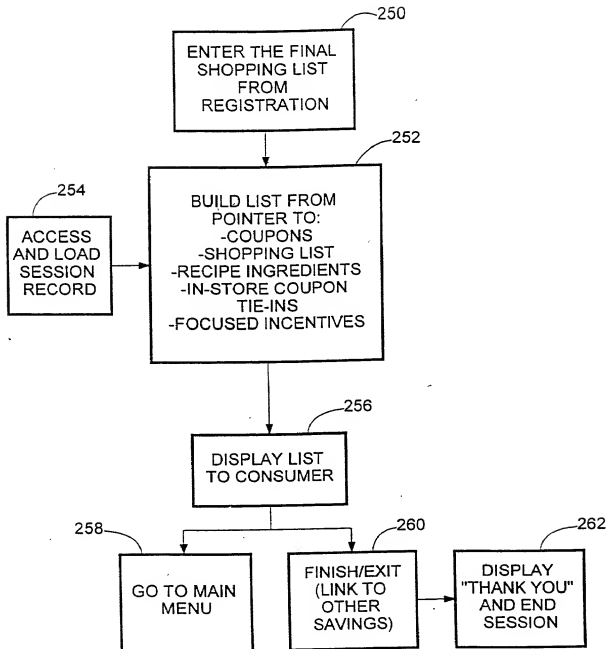 250
ENTER THE FINAL
SHOPPING LIST
FROM
REGISTRATION
252
BUILD LIST FROM
POINTER TO:
-COUPONS
-SHOPPING LIST
-RECIPE INGREDIENTS
-IN-STORE COUPON
TIE-INS
-FOCUSED INCENTIVES
254
ACCESS
AND LOAD
SESSION
RECORD
256
DISPLAY LIST
TO CONSUMER
258
GO TO MAIN
MENU
260
FINISH/EXIT
(LINK TO
OTHER
SAVINGS)
262
DISPLAY
"THANK YOU"
AND END
SESSION